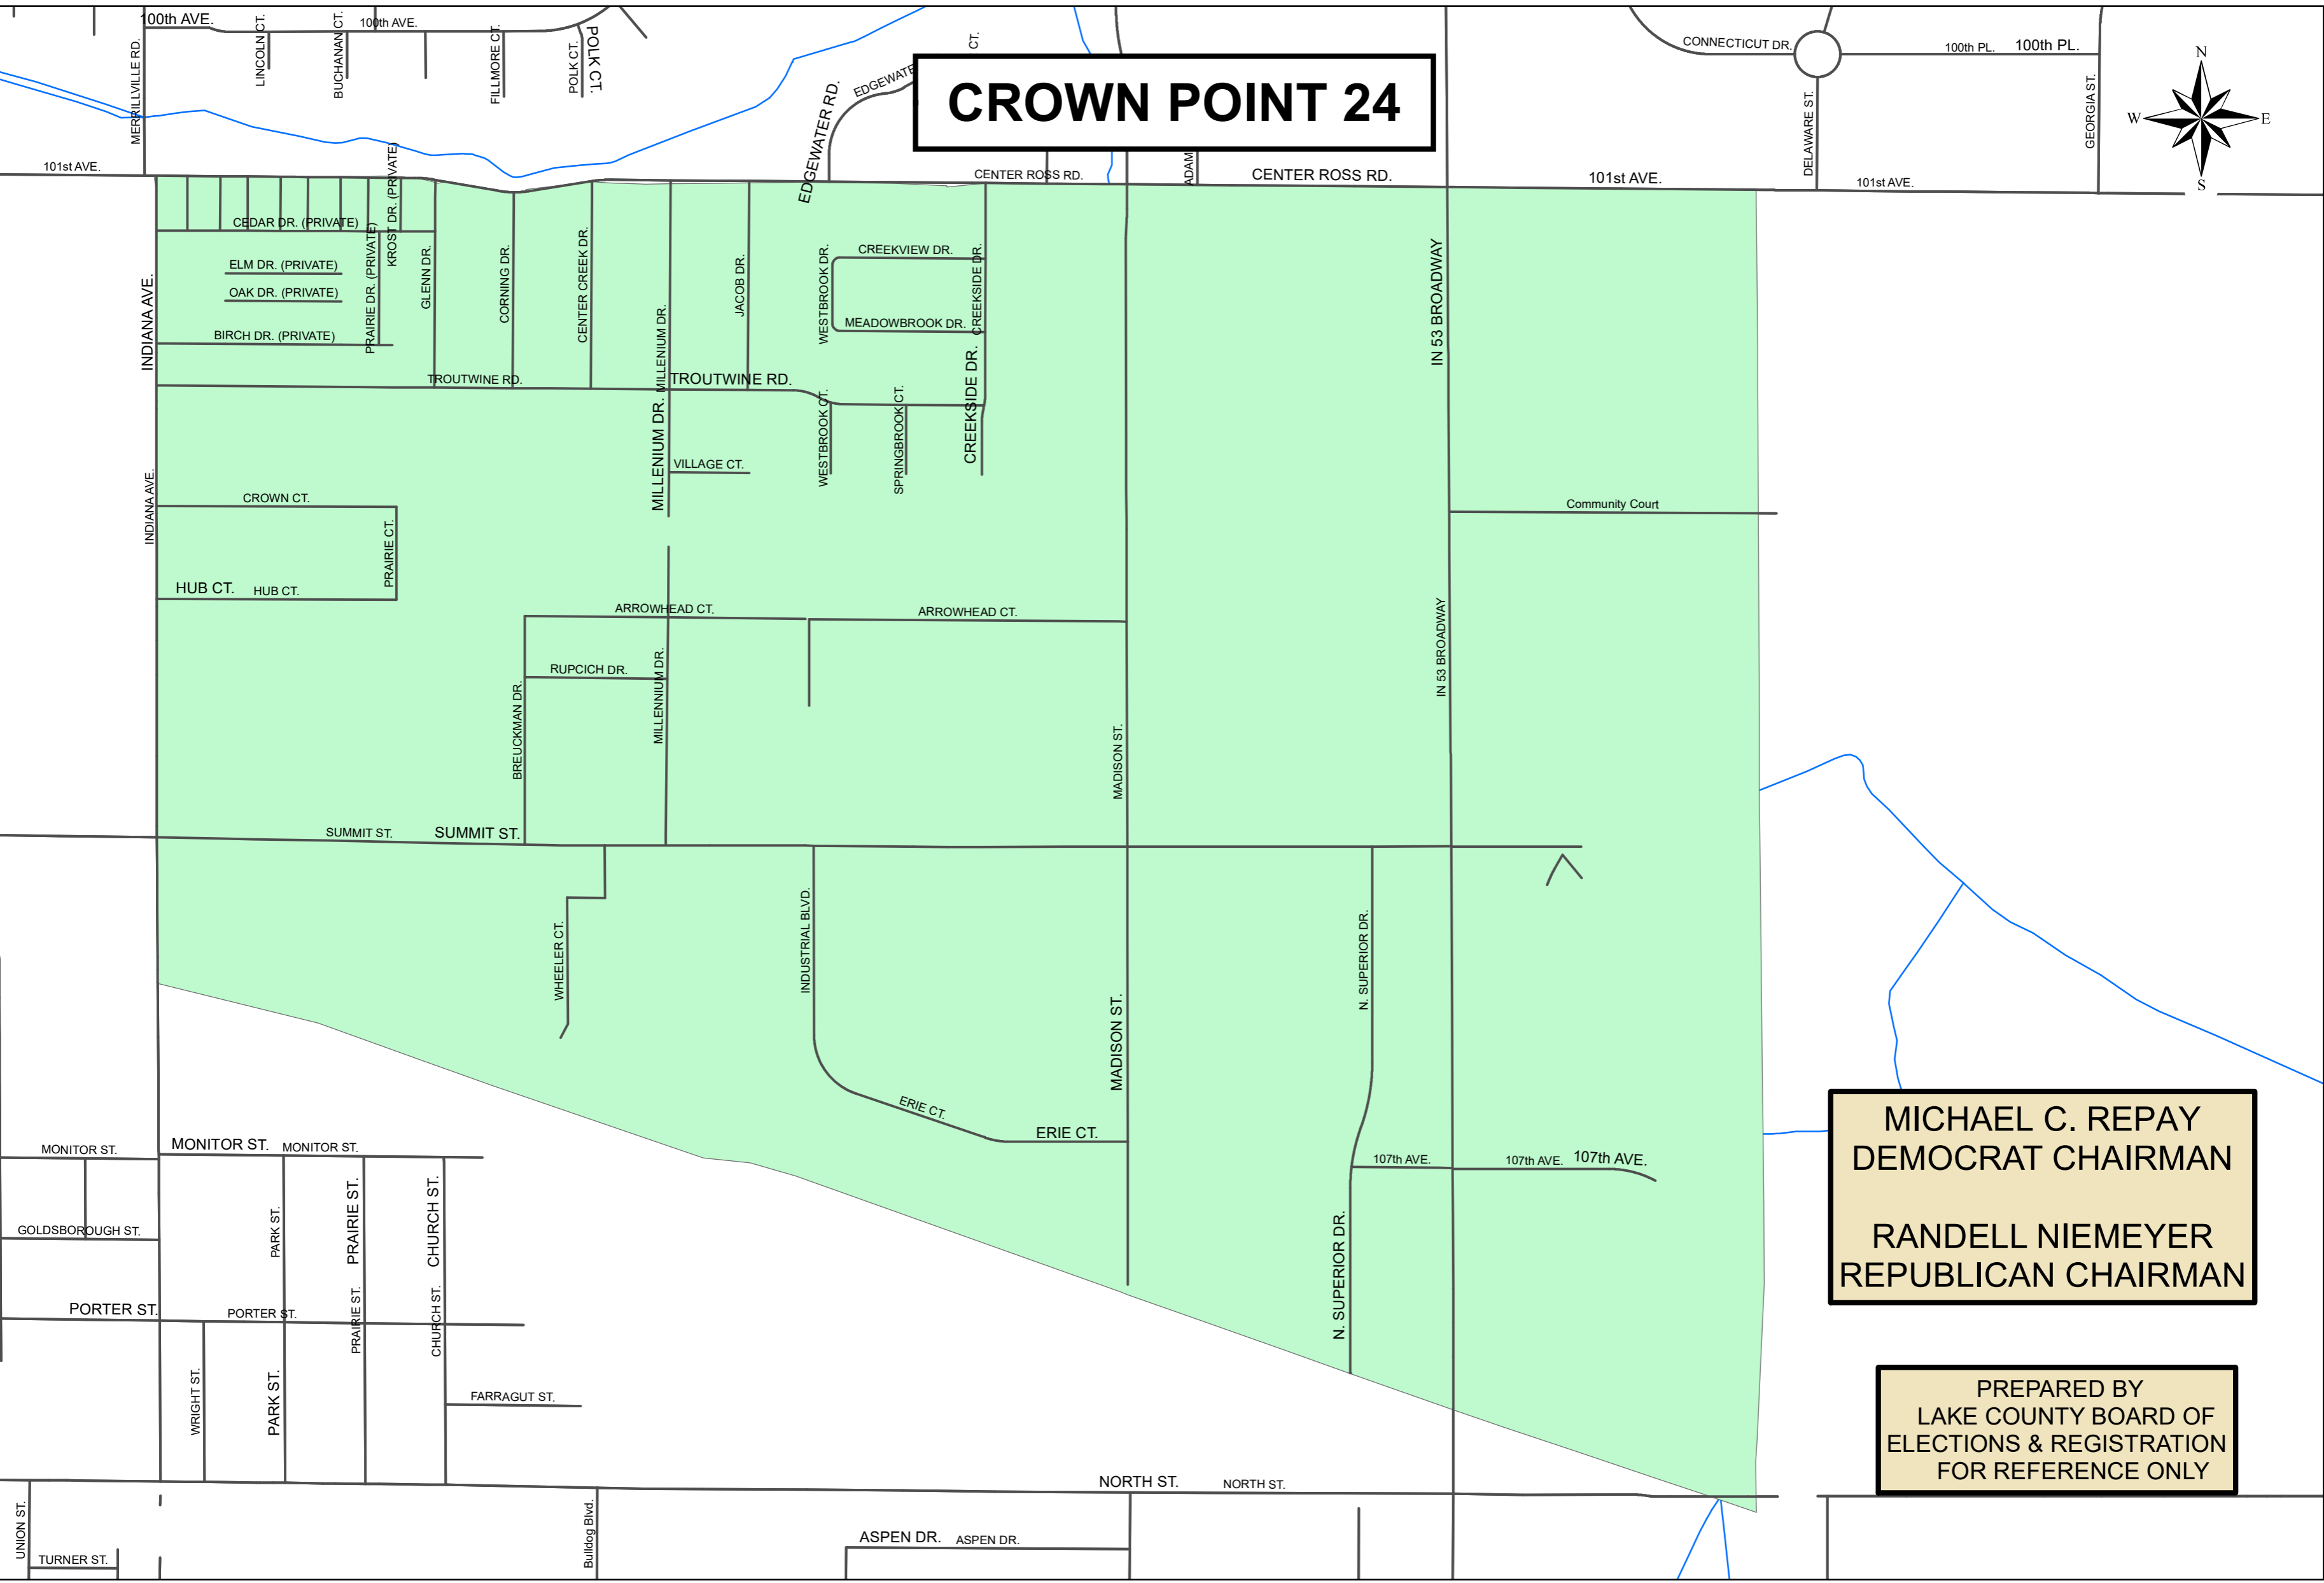 100th AVE.
100th AVE.
MERRILLVILLE RD.
LINCOLN CT.
BUCHANAN CT.
FILLMORE CT.
POLK CT.
POLK CT.
EDGEWATER RD.
CT.
CROWN POINT 24
CONNECTICUT DR.
100th PL.
100th PL.
DELAWARE ST.
GEORGIA ST.
N
W
E
S
101st AVE.
CENTER ROSS RD.
CENTER ROSS RD.
101st AVE.
101st AVE.
CEDAR DR. (PRIVATE)
KROST DR. (PRIVATE)
ELM DR. (PRIVATE)
OAK DR. (PRIVATE)
PRAIRIE DR. (PRIVATE)
BIRCH DR. (PRIVATE)
INDIANA AVE.
GLENN DR.
CORNING DR.
CENTER CREEK DR.
MILLENIUM DR.
JACOB DR.
WESTBROOK DR.
CREEKVIEW DR.
MEADOWBROOK DR.
CREEKSIDE DR.
IN 53 BROADWAY
TROUTWINE RD.
TROUTWINE RD.
MILLENIUM DR.
WESTBROOK CT.
SPRINGBROOK CT.
CREEKSIDE DR.
VILLAGE CT.
INDIANA AVE.
CROWN CT.
PRAIRIE CT.
HUB CT.
HUB CT.
Community Court
ARROWHEAD CT.
ARROWHEAD CT.
RUPCICH DR.
BREUCKMAN DR.
MILLENNIUM DR.
MADISON ST.
IN 53 BROADWAY
SUMMIT ST.
SUMMIT ST.
WHEELER CT.
INDUSTRIAL BLVD.
N. SUPERIOR DR.
MADISON ST.
ERIE CT.
ERIE CT.
107th AVE.
107th AVE.
107th AVE.
N. SUPERIOR DR.
MONITOR ST.
MONITOR ST.
MONITOR ST.
GOLDSBOROUGH ST.
PARK ST.
PRAIRIE ST.
CHURCH ST.
PORTER ST.
PORTER ST.
PRAIRIE ST.
CHURCH ST.
WRIGHT ST.
PARK ST.
FARRAGUT ST.
NORTH ST.
NORTH ST.
UNION ST.
TURNER ST.
Bulldog Blvd.
ASPEN DR.
ASPEN DR.
MICHAEL C. REPAY
DEMOCRAT CHAIRMAN
RANDELL NIEMEYER
REPUBLICAN CHAIRMAN
PREPARED BY
LAKE COUNTY BOARD OF
ELECTIONS & REGISTRATION
FOR REFERENCE ONLY